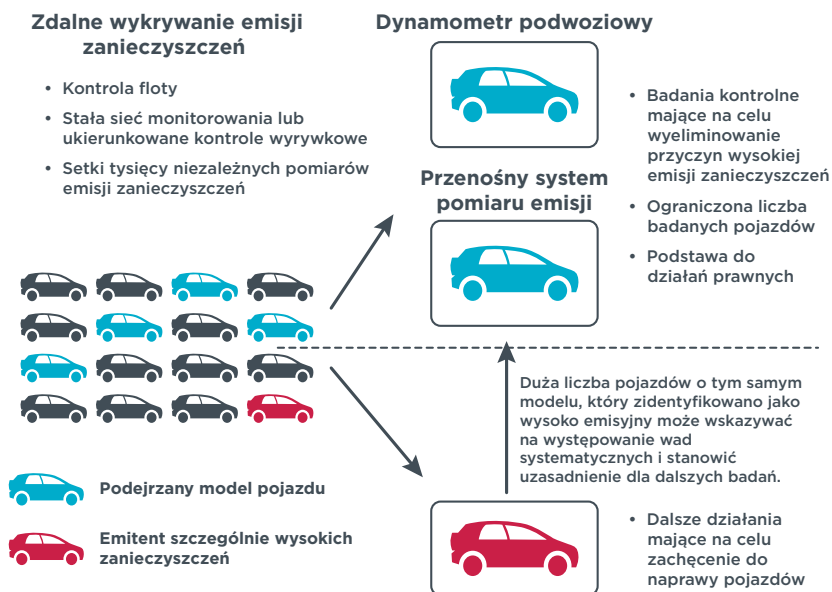 Zdalne wykrywanie emisji
zanieczyszczeń
• Kontrola floty
• Stała sieć monitorowania lub
ukierunkowane kontrole wyrywkowe
• Setki tysięcy niezależnych pomiarów
emisji zanieczyszczeń
Dynamometr podwoziowy
Przenośny system
pomiaru emisji
• Badania kontrolne
mające na celu
wyeliminowanie
przyczyn wysokiej
emisji zanieczyszczeń
• Ograniczona liczba
badanych pojazdów
• Podstawa do
działań prawnych
Duża liczba pojazdów o tym samym
modelu, który zidentyfikowano jako
wysoko emisyjny może wskazywać
na występowanie wad
systematycznych i stanowić
uzasadnienie dla dalszych badań.
Podejrzany model pojazdu
Emitent szczególnie wysokich
zanieczyszczeń
• Dalsze działania
mające na celu
zachęcenie do
naprawy pojazdów